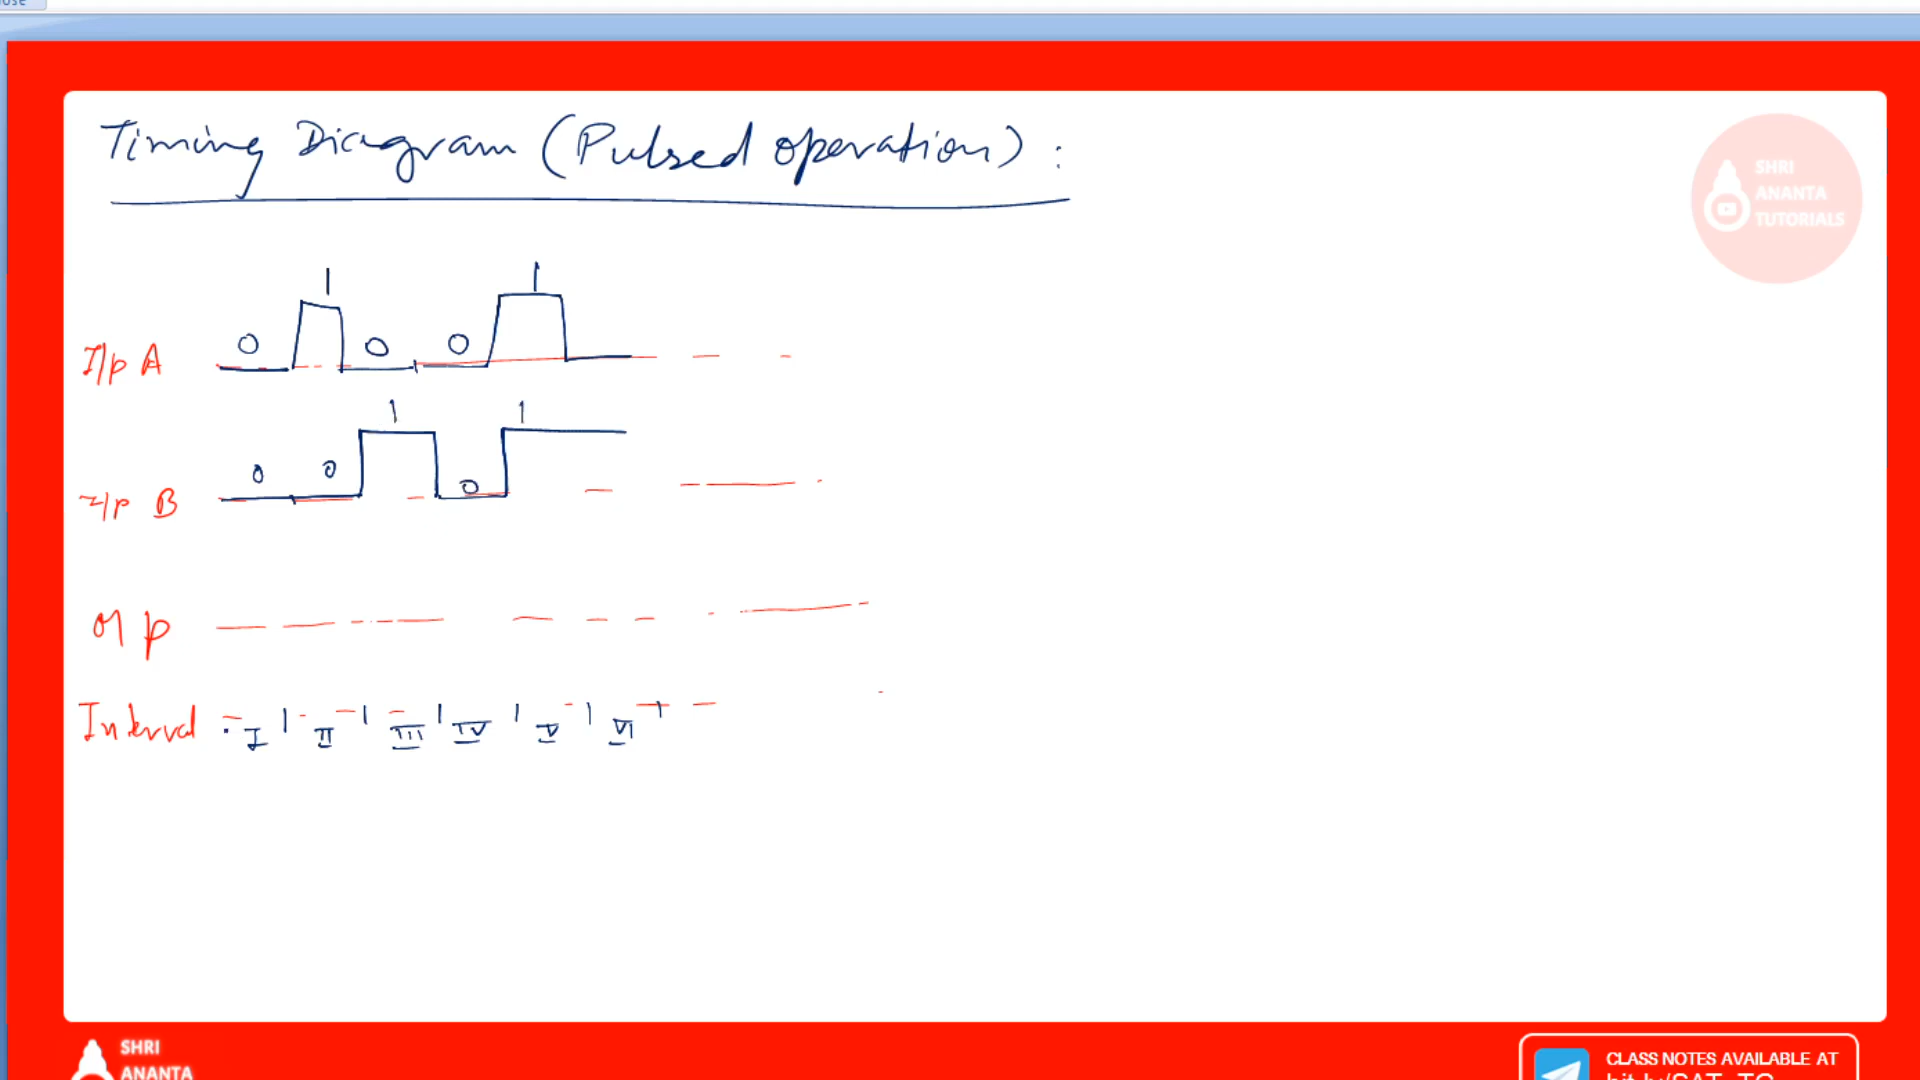 Timing Diagram (Pulsed operation) :
SHRI
ANANTA
TUTORIALS
1 1
0 0 0
I/p A
1 1
0 0 0
I/p B
O/p
Interval : I II III IV V VI
SHRI
ANANTA
CLASS NOTES AVAILABLE AT